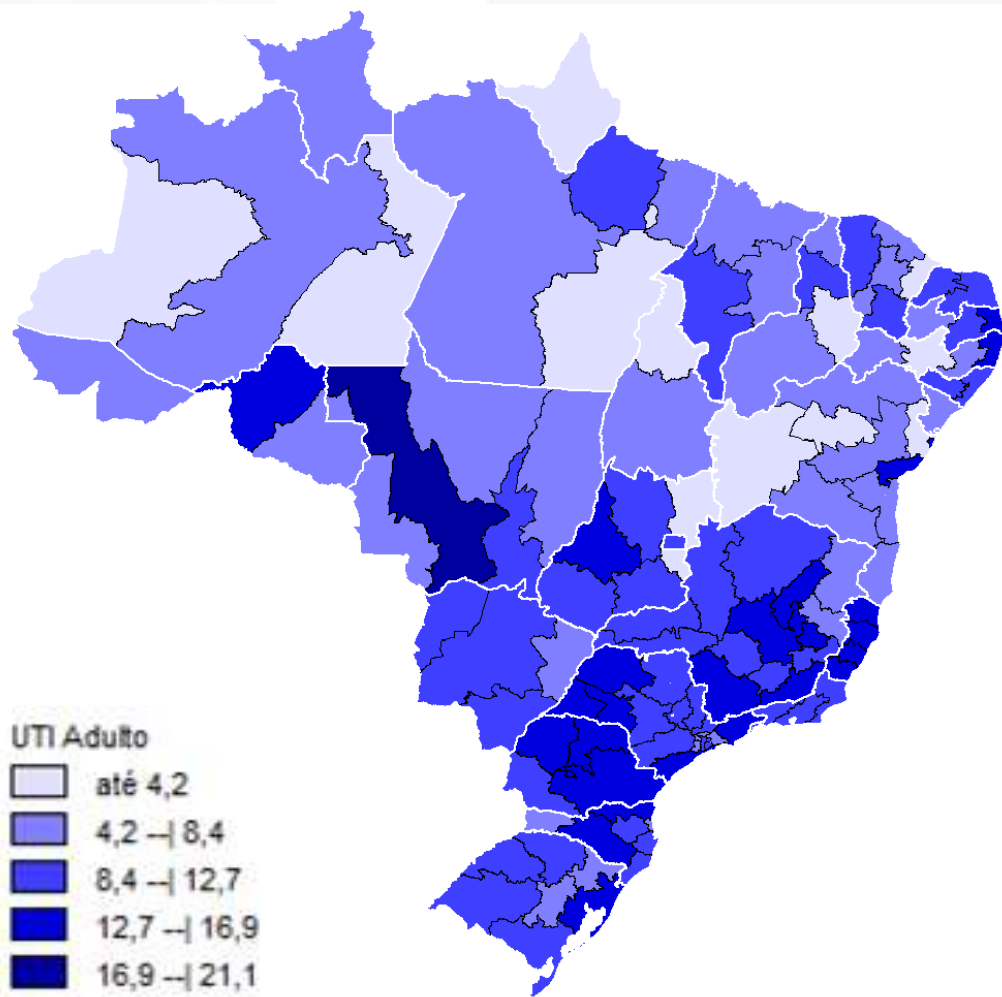 UTI Adulto
até 4,2
4,2 --| 8,4
8,4 --| 12,7
12,7 --| 16,9
16,9 --| 21,1